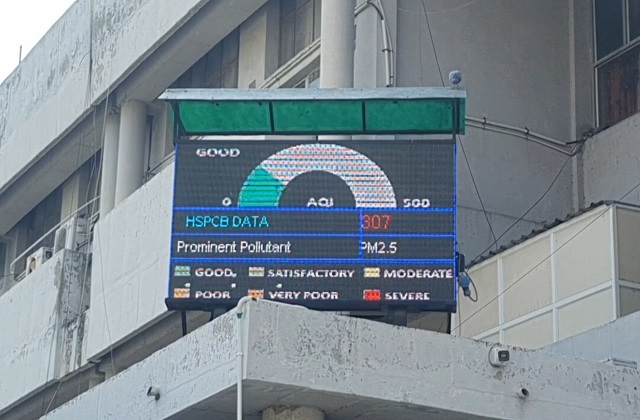 GOOD
0 AQI 500
HSPCB DATA 307
Prominent Pollutant PM2.5
GOOD SATISFACTORY MODERATE
POOR VERY POOR SEVERE